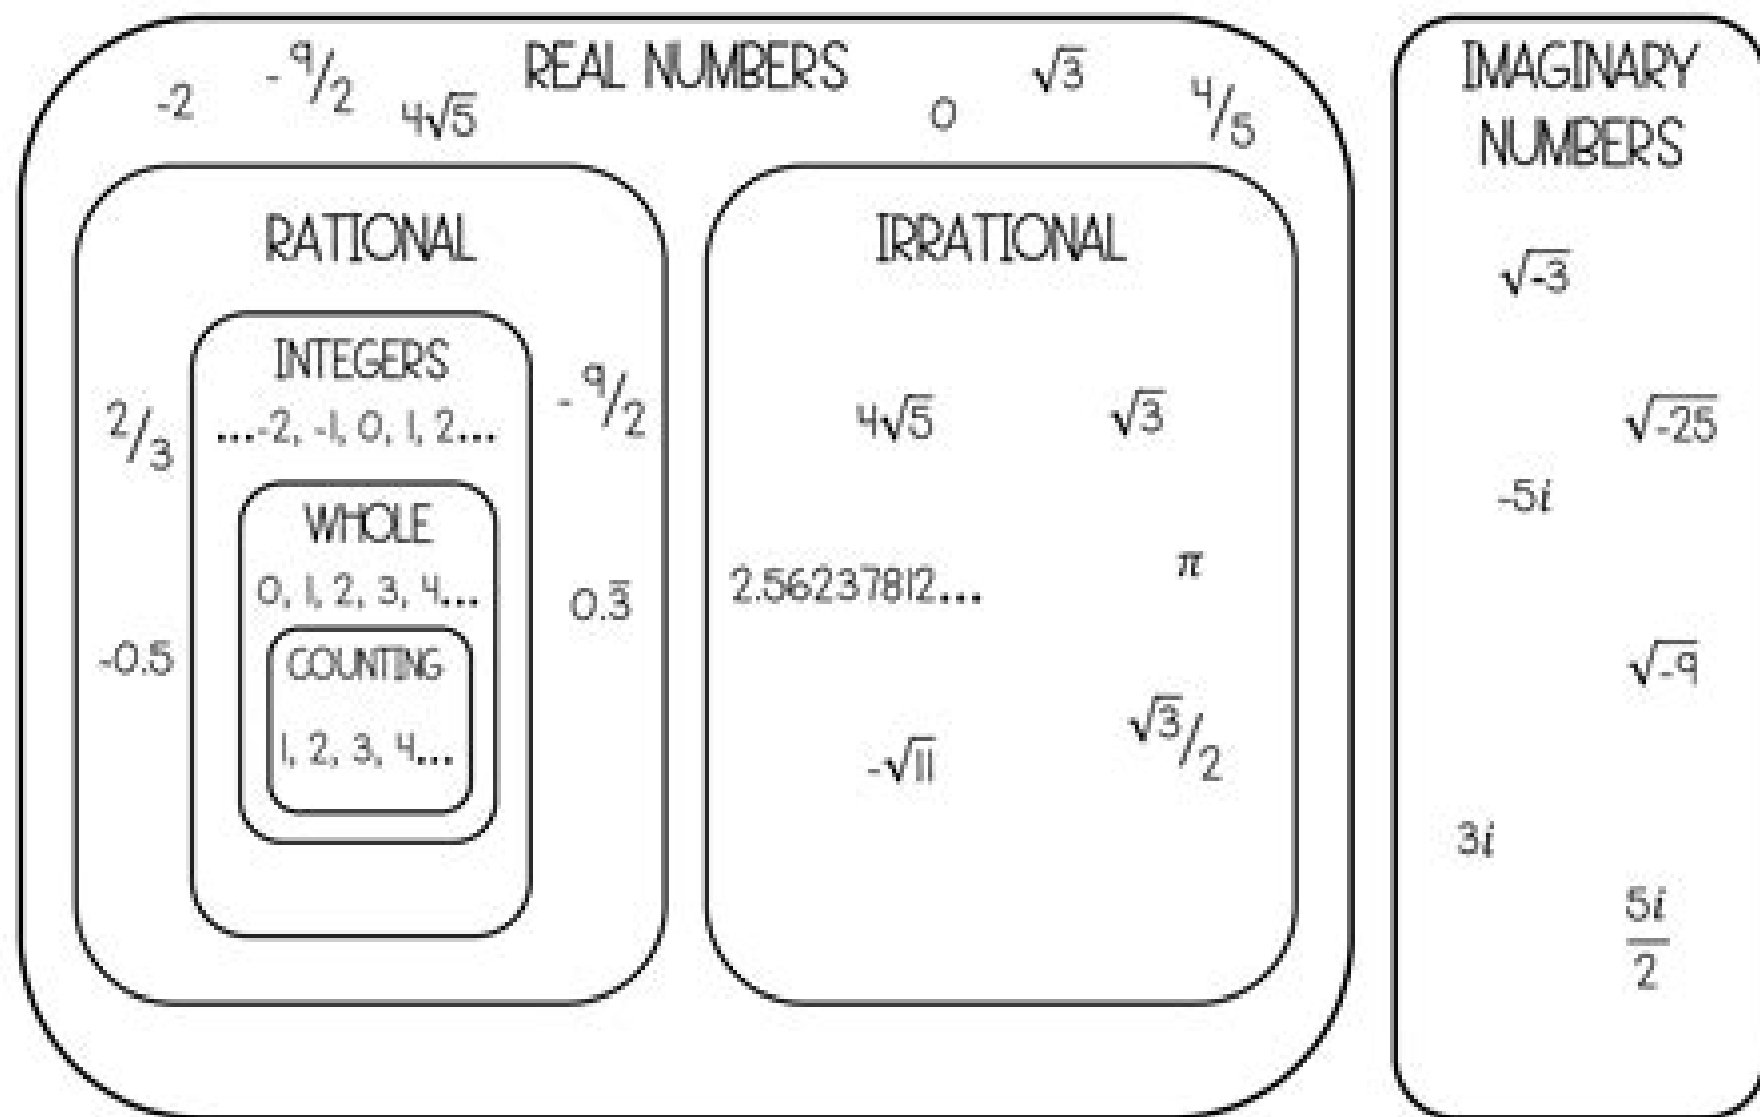 REAL NUMBERS
-2
- 9/2
4√5
0
√3
4/5
RATIONAL
INTEGERS
...-2, -1, 0, 1, 2...
2/3
- 9/2
WHOLE
0, 1, 2, 3, 4...
0.3̅
-0.5
COUNTING
1, 2, 3, 4...
IRRATIONAL
4√5
√3
2.56237812...
π
-√11
√3/2
IMAGINARY
NUMBERS
√-3
√-25
-5i
√-9
3i
5i
2